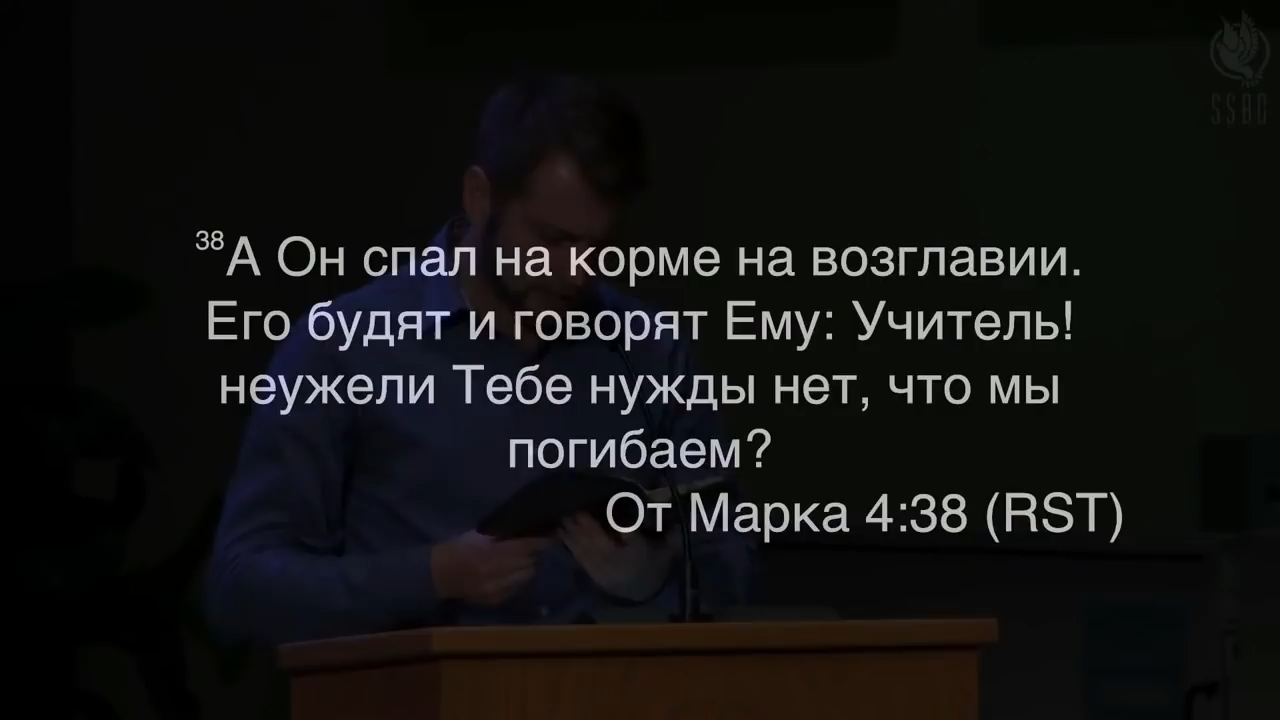 SSBD
³⁸А Он спал на корме на возглавии.
Его будят и говорят Ему: Учитель!
неужели Тебе нужды нет, что мы
погибаем?
От Марка 4:38 (RST)